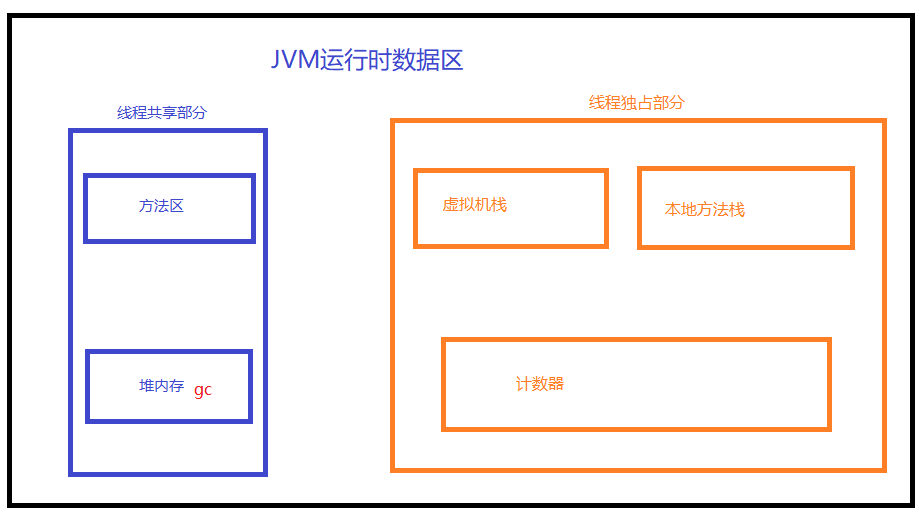 JVM运行时数据区
线程共享部分
方法区
堆内存 gc
线程独占部分
虚拟机栈
本地方法栈
计数器